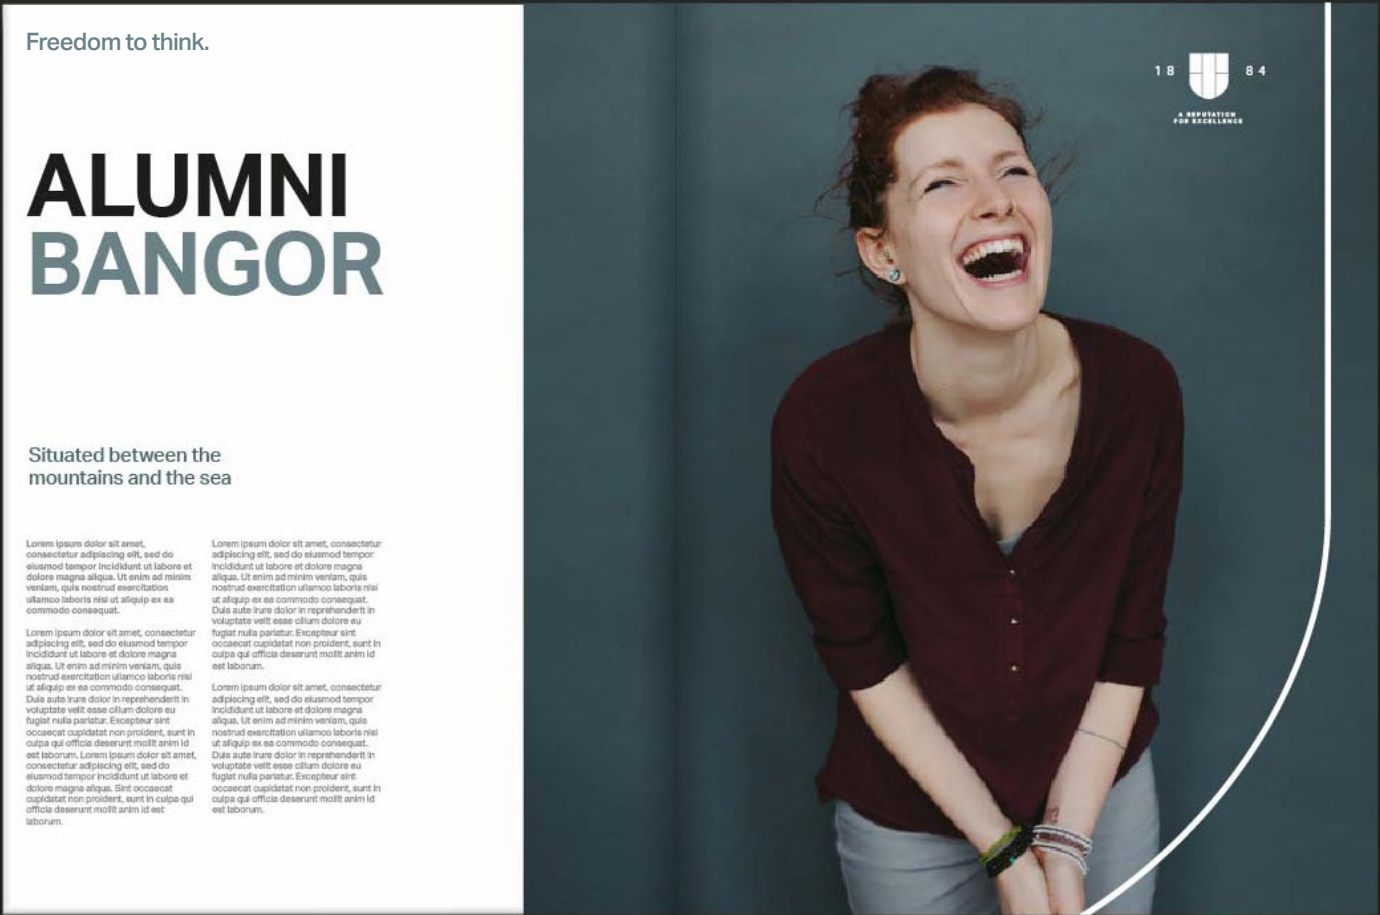 Freedom to think.
ALUMNI
BANGOR
Situated between the
mountains and the sea
Lorem ipsum dolor sit amet,
consectetur adipiscing elit, sed do
eiusmod tempor incididunt ut labore et
dolore magna aliqua. Ut enim ad minim
veniam, quis nostrud exercitation
ullamco laboris nisi ut aliquip ex ea
commodo consequat.
Lorem ipsum dolor sit amet, consectetur
adipiscing elit, sed do eiusmod tempor
incididunt ut labore et dolore magna
aliqua. Ut enim ad minim veniam, quis
nostrud exercitation ullamco laboris nisi
ut aliquip ex ea commodo consequat.
Duis aute irure dolor in reprehenderit in
voluptate velit esse cillum dolore eu
fugiat nulla pariatur. Excepteur sint
occaecat cupidatat non proident, sunt in
culpa qui officia deserunt mollit anim id
est laborum. Lorem ipsum dolor sit amet,
consectetur adipiscing elit, sed do
eiusmod tempor incididunt ut labore et
dolore magna aliqua. Sint occaecat
cupidatat non proident, sunt in culpa qui
officia deserunt mollit anim id est
laborum.
Lorem ipsum dolor sit amet, consectetur
adipiscing elit, sed do eiusmod tempor
incididunt ut labore et dolore magna
aliqua. Ut enim ad minim veniam, quis
nostrud exercitation ullamco laboris nisi
ut aliquip ex ea commodo consequat.
Duis aute irure dolor in reprehenderit in
voluptate velit esse cillum dolore eu
fugiat nulla pariatur. Excepteur sint
occaecat cupidatat non proident, sunt in
culpa qui officia deserunt mollit anim id
est laborum.
Lorem ipsum dolor sit amet, consectetur
adipiscing elit, sed do eiusmod tempor
incididunt ut labore et dolore magna
aliqua. Ut enim ad minim veniam, quis
nostrud exercitation ullamco laboris nisi
ut aliquip ex ea commodo consequat.
Duis aute irure dolor in reprehenderit in
voluptate velit esse cillum dolore eu
fugiat nulla pariatur. Excepteur sint
occaecat cupidatat non proident, sunt in
culpa qui officia deserunt mollit anim id
est laborum.
18 84
A REPUTATION
FOR EXCELLENCE